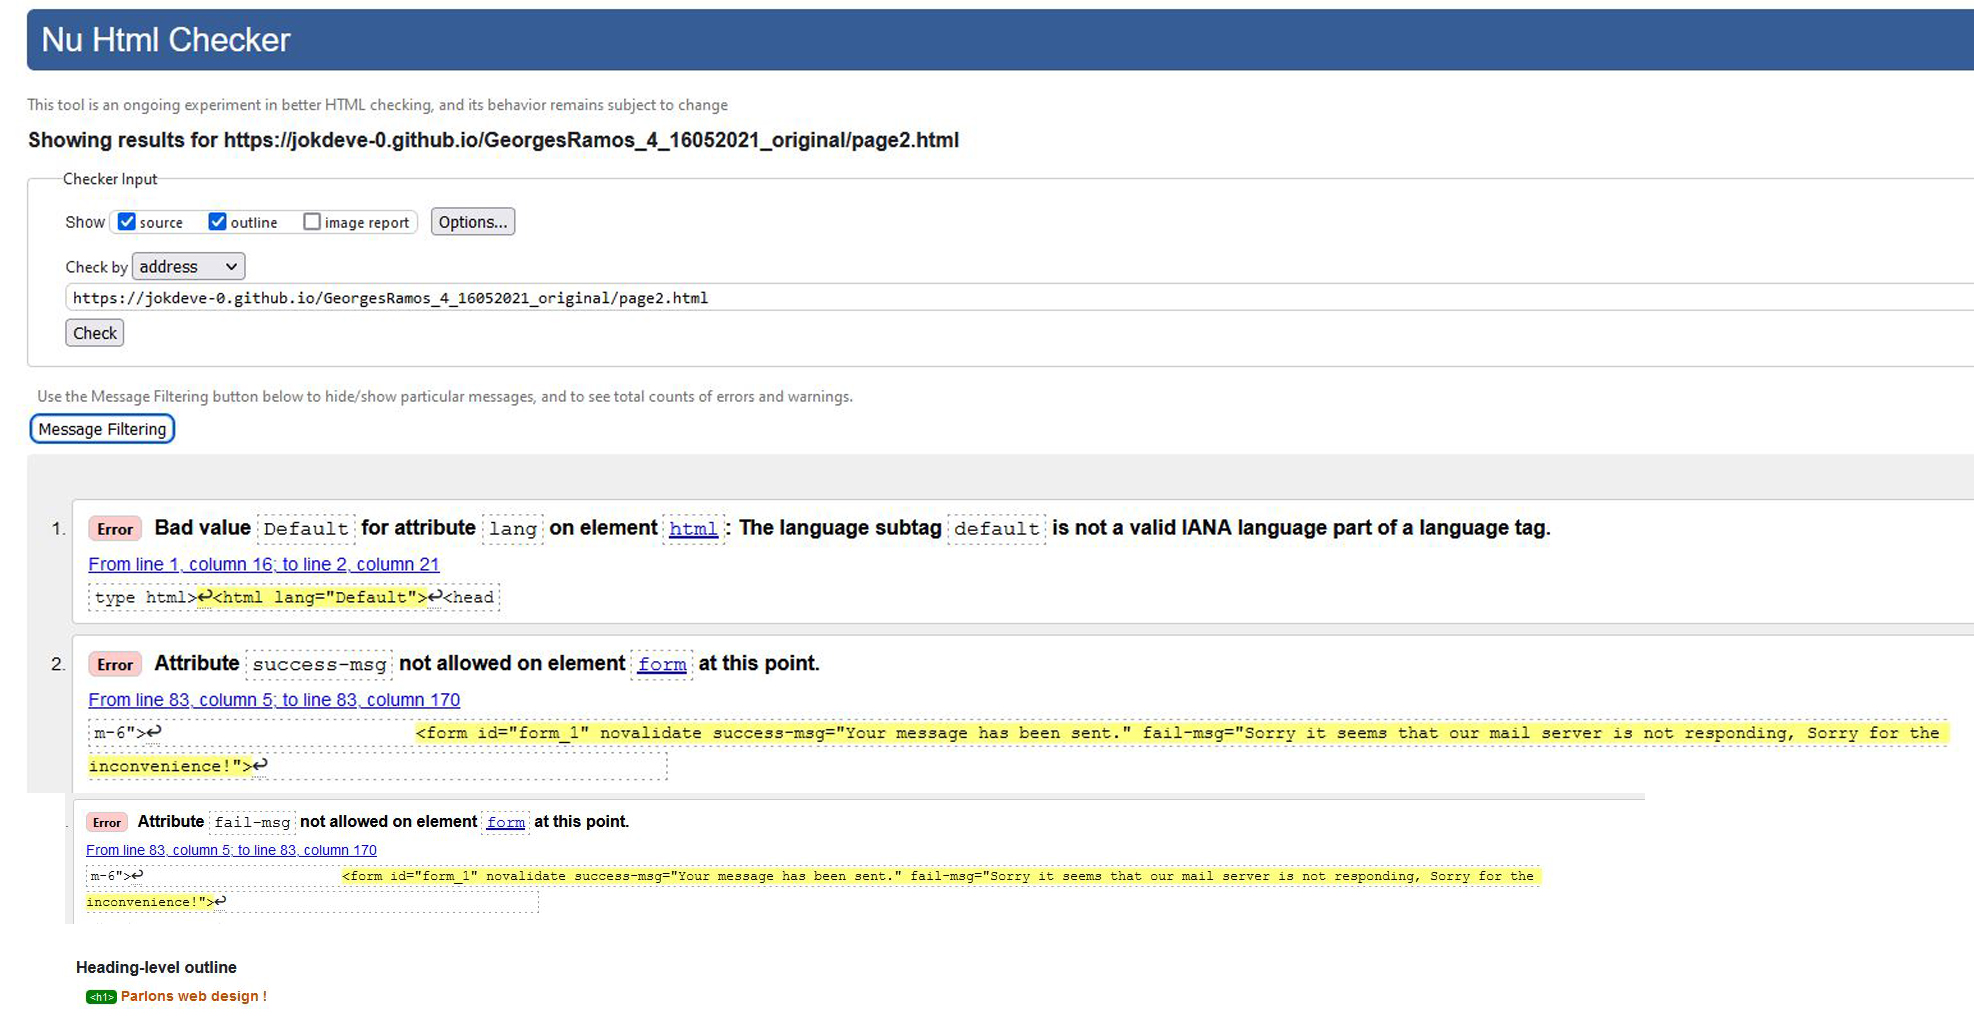 Nu Html Checker
This tool is an ongoing experiment in better HTML checking, and its behavior remains subject to change
Showing results for https://jokdeve-0.github.io/GeorgesRamos_4_16052021_original/page2.html
Checker Input
Show source outline image report Options...
Check by address
https://jokdeve-0.github.io/GeorgesRamos_4_16052021_original/page2.html
Check
Use the Message Filtering button below to hide/show particular messages, and to see total counts of errors and warnings.
Message Filtering
1. Error Bad value Default for attribute lang on element html: The language subtag default is not a valid IANA language part of a language tag.
From line 1, column 16; to line 2, column 21
type html>↩<html lang="Default">↩<head
2. Error Attribute success-msg not allowed on element form at this point.
From line 83, column 5; to line 83, column 170
m-6">↩ <form id="form_1" novalidate success-msg="Your message has been sent." fail-msg="Sorry it seems that our mail server is not responding, Sorry for the
inconvenience!">↩
Error Attribute fail-msg not allowed on element form at this point.
From line 83, column 5; to line 83, column 170
m-6">↩ <form id="form_1" novalidate success-msg="Your message has been sent." fail-msg="Sorry it seems that our mail server is not responding, Sorry for the
inconvenience!">↩
Heading-level outline
<h1> Parlons web design !